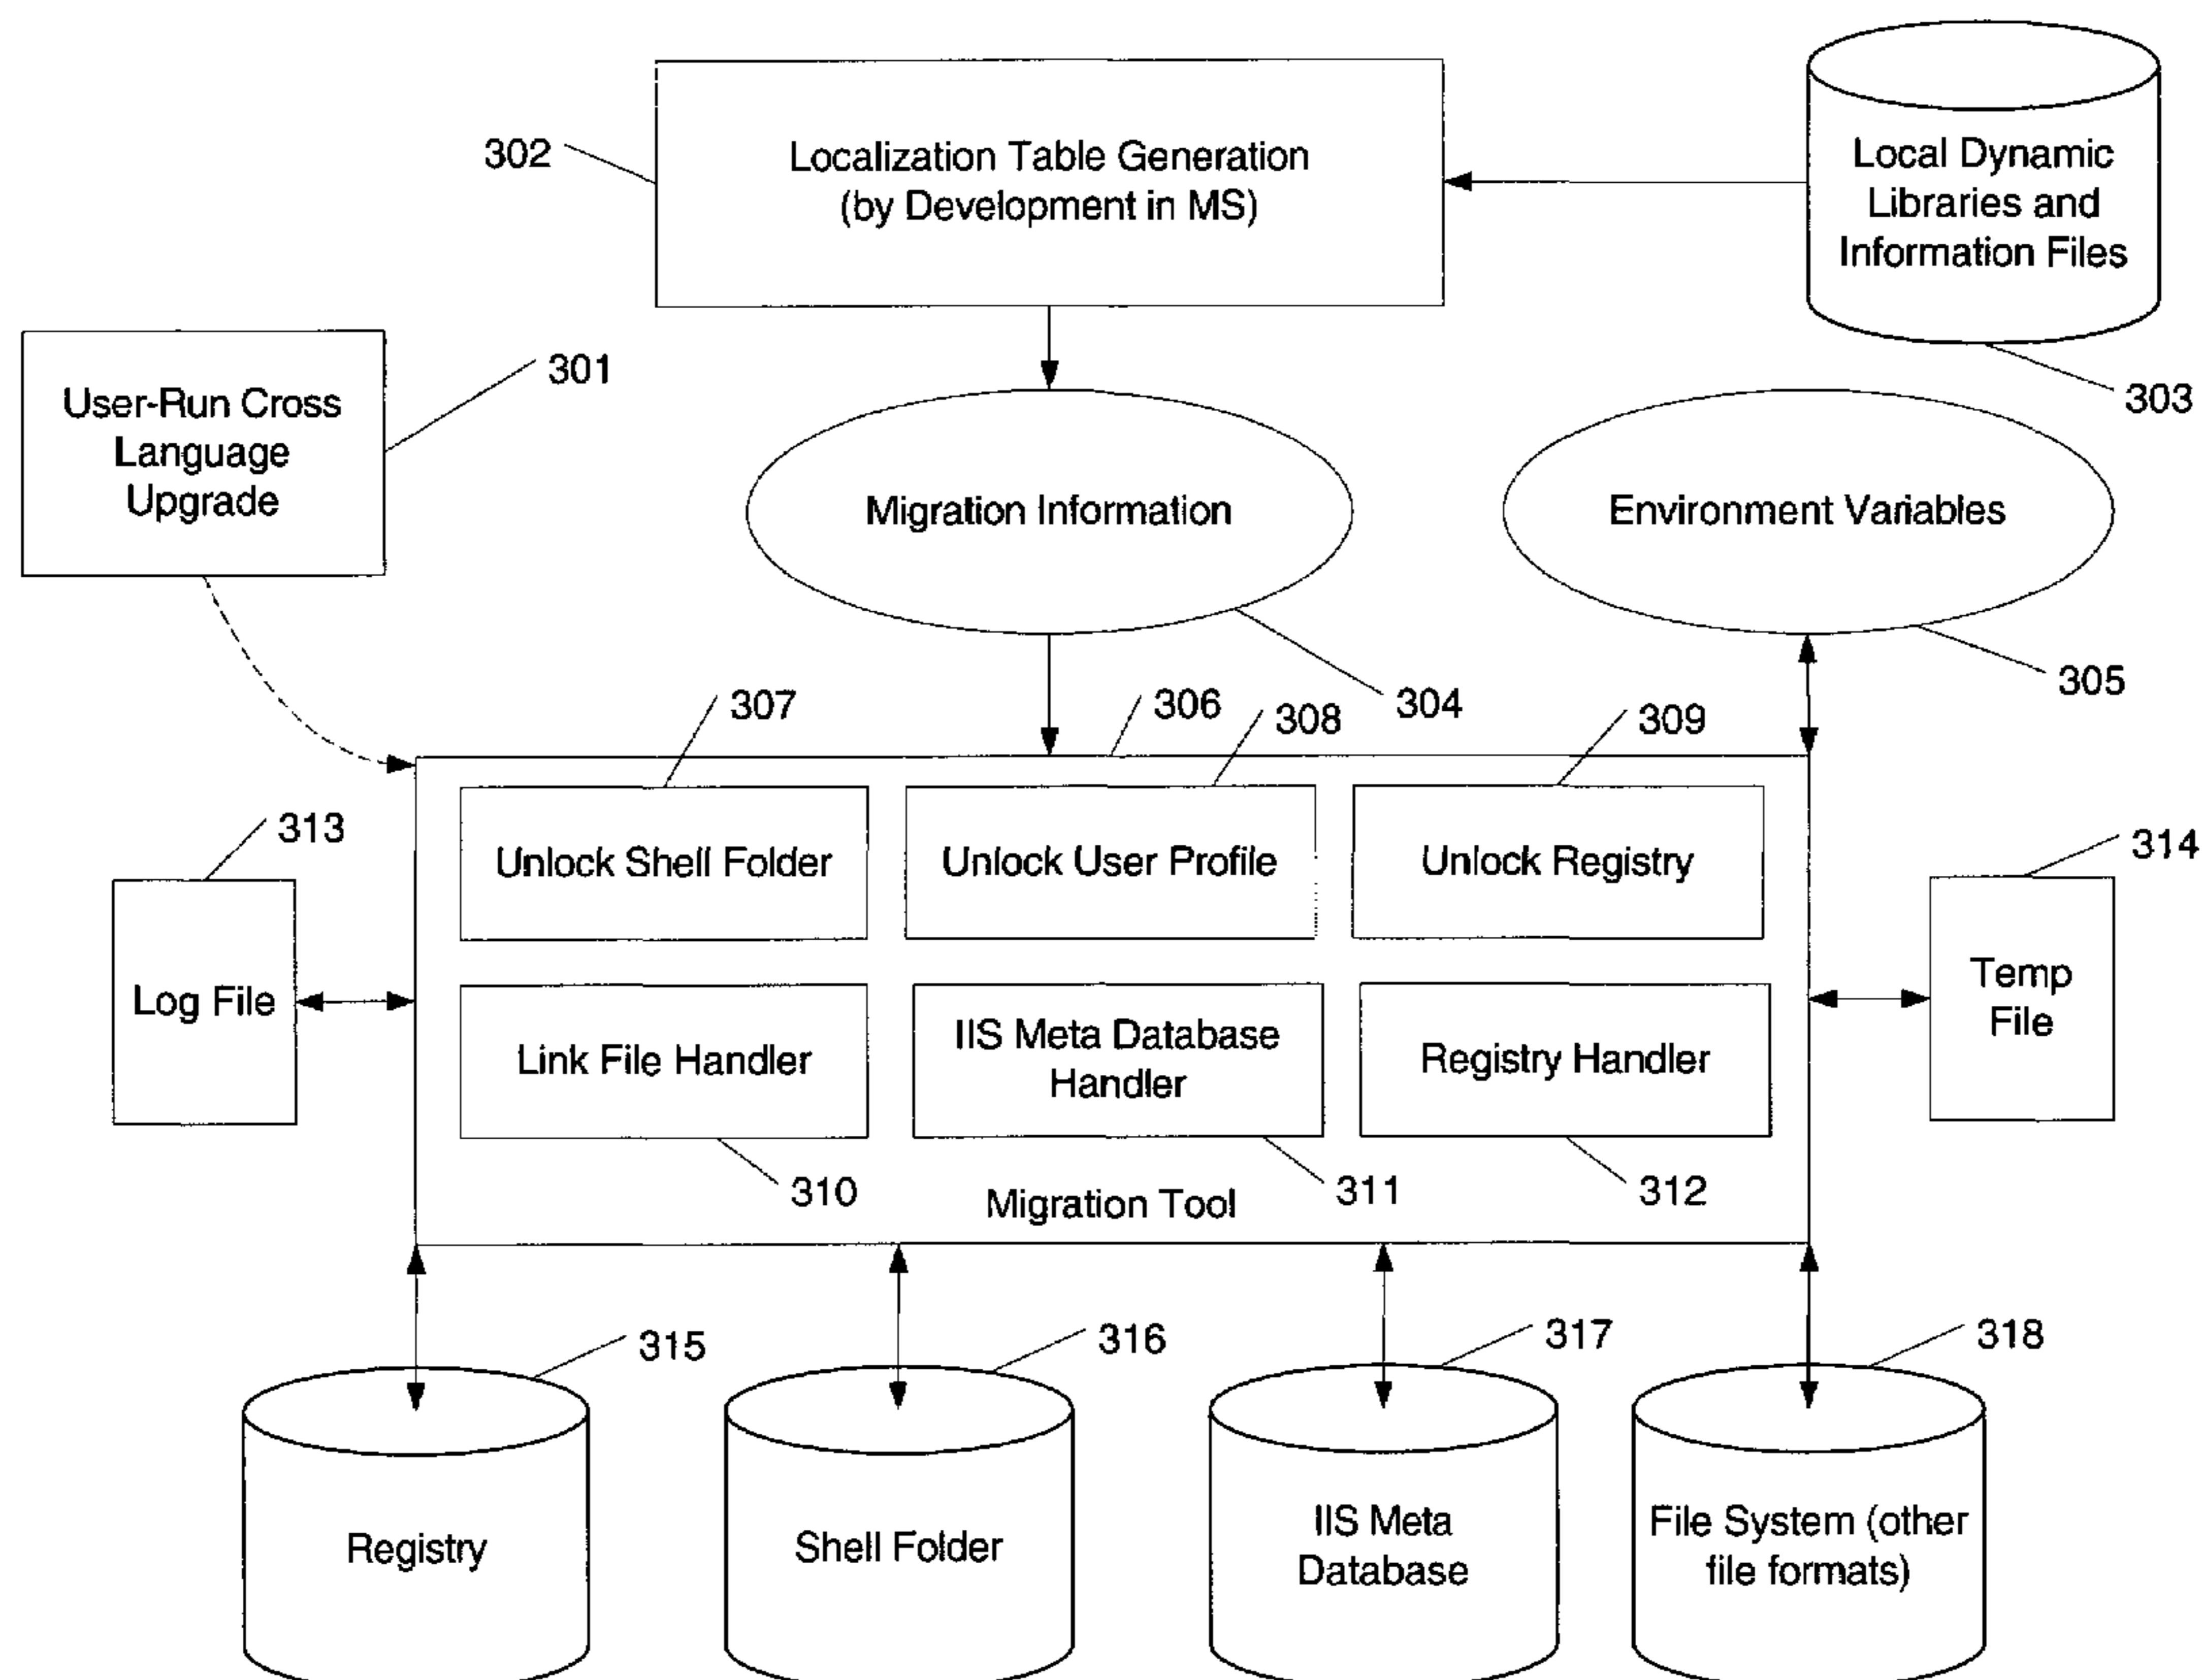 302
Localization Table Generation
(by Development in MS)
Local Dynamic
Libraries and
Information Files
303
User-Run Cross
Language
Upgrade
301
Migration Information
304
Environment Variables
305
307
306
308
309
Unlock Shell Folder
Unlock User Profile
Unlock Registry
313
Log File
314
Temp
File
Link File Handler
IIS Meta Database
Handler
Registry Handler
310
311
312
Migration Tool
315
316
317
318
Registry
Shell Folder
IIS Meta
Database
File System (other
file formats)